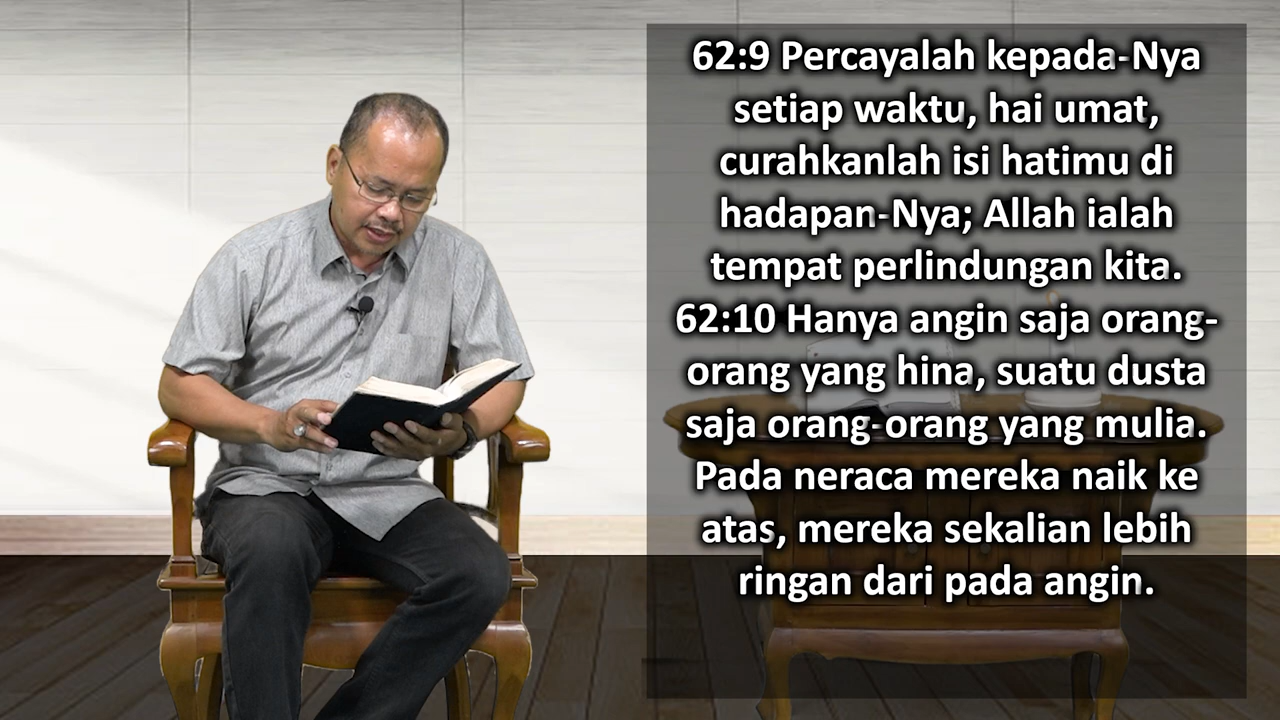 62:9 Percayalah kepada-Nya
setiap waktu, hai umat,
curahkanlah isi hatimu di
hadapan-Nya; Allah ialah
tempat perlindungan kita.
62:10 Hanya angin saja orang-
orang yang hina, suatu dusta
saja orang-orang yang mulia.
Pada neraca mereka naik ke
atas, mereka sekalian lebih
ringan dari pada angin.